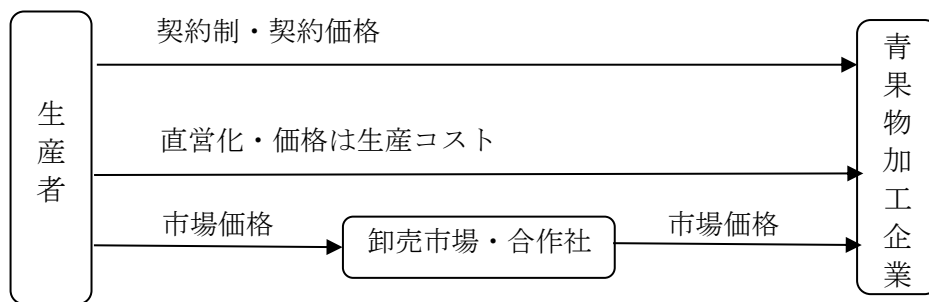 契約制・契約価格
生産者
直営化・価格は生産コスト
市場価格
卸売市場・合作社
市場価格
青果物加工企業